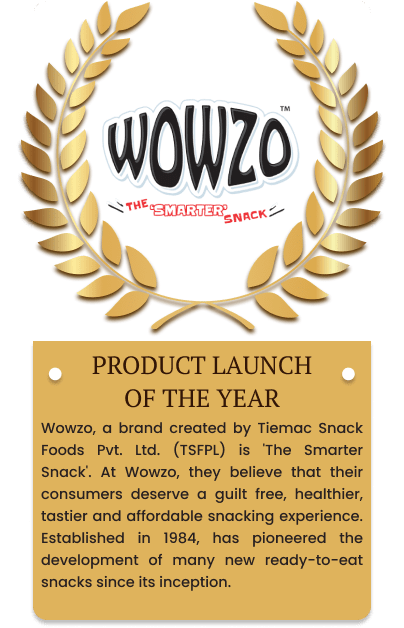 WOWZO™
THE 'SMARTER' SNACK
PRODUCT LAUNCH
OF THE YEAR
Wowzo, a brand created by Tiemac Snack
Foods Pvt. Ltd. (TSFPL) is 'The Smarter
Snack'. At Wowzo, they believe that their
consumers deserve a guilt free, healthier,
tastier and affordable snacking experience.
Established in 1984, has pioneered the
development of many new ready-to-eat
snacks since its inception.